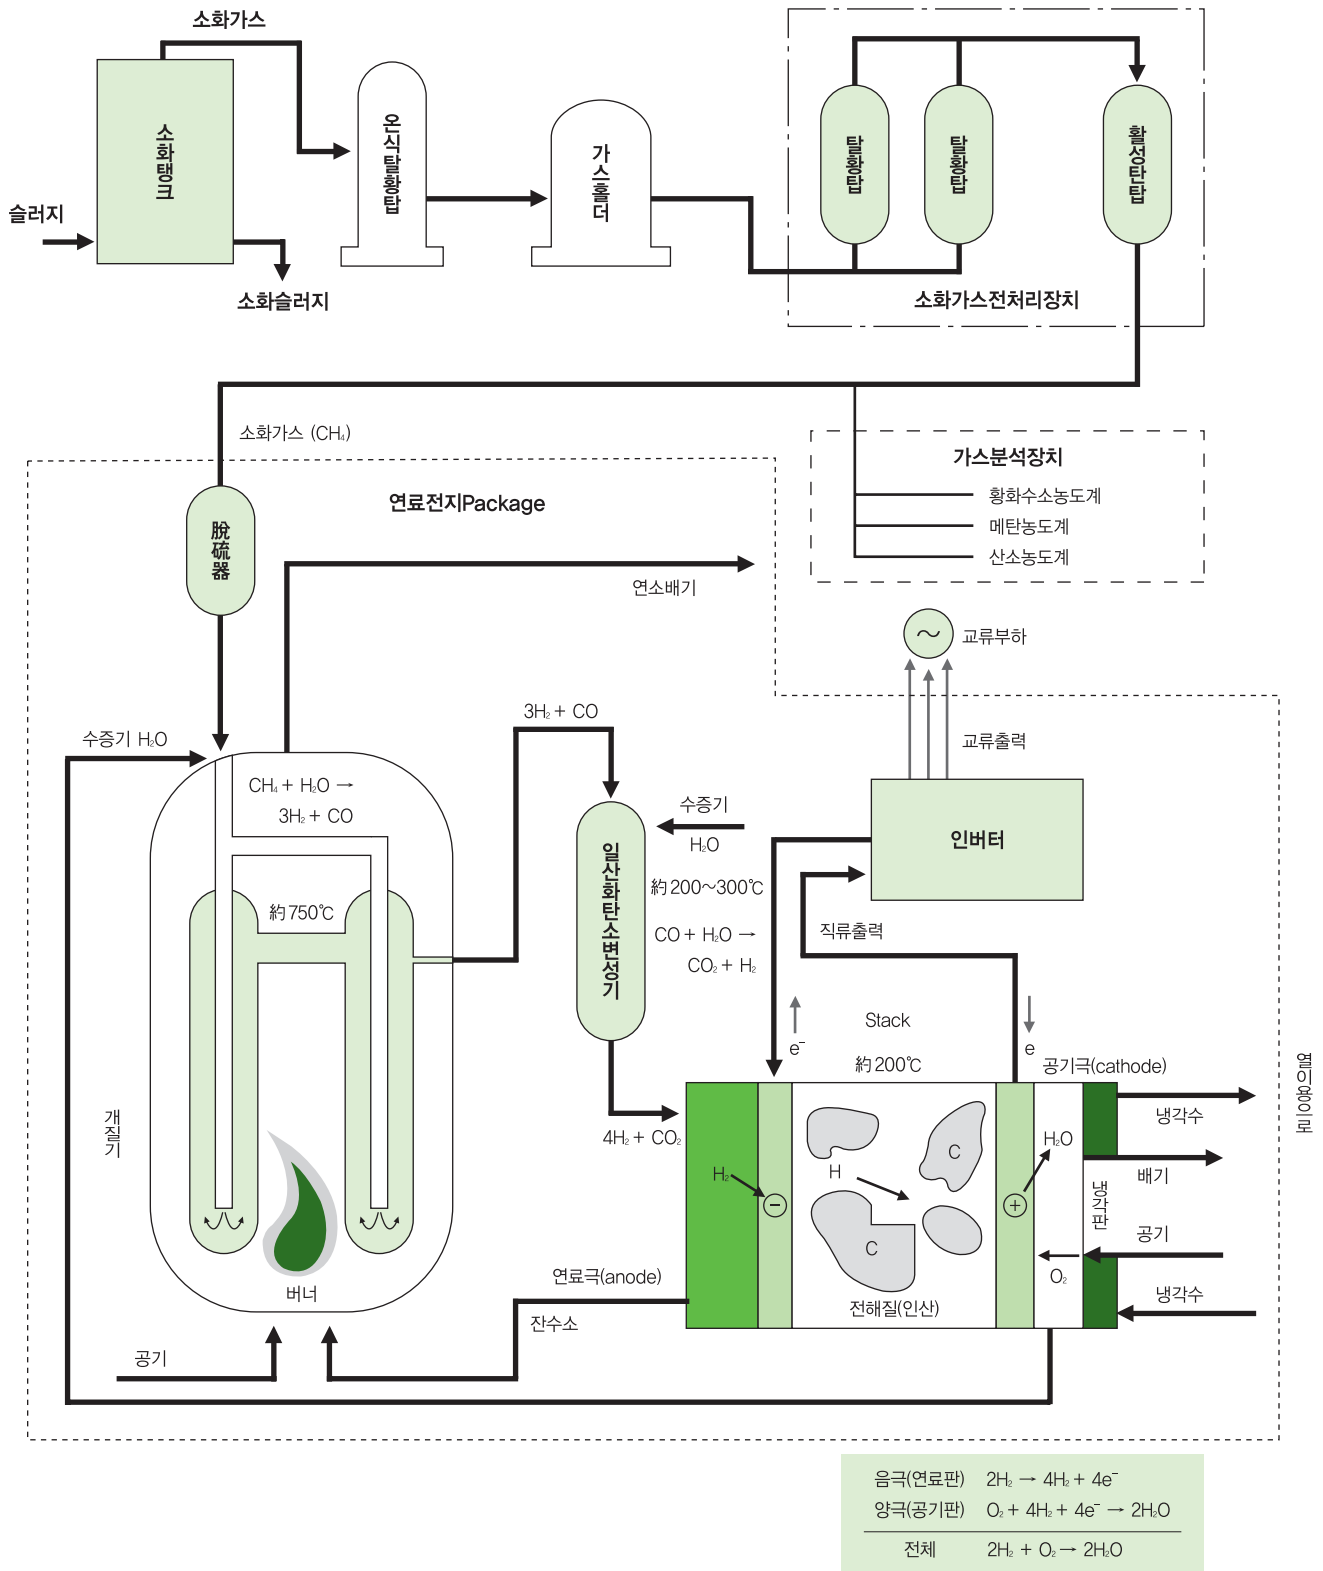 소화가스
소화탱크
슬러지
소화슬러지
온식탈황탑
가스홀더
탈황탑
탈황탑
활성탄탑
소화가스전처리장치
소화가스 (CH₄)
가스분석장치
황화수소농도계
메탄농도계
산소농도계
연료전지Package
脫硫器
연소배기
교류부하
교류출력
수증기 H₂O
CH₄ + H₂O →
3H₂ + CO
約 750℃
개질기
버너
공기
3H₂ + CO
일산화탄소변성기
수증기
H₂O
約 200～300℃
CO + H₂O →
CO₂ + H₂
4H₂ + CO₂
인버터
직류출력
Stack
約 200℃
e⁻
e
공기극(cathode)
H₂
−
H
C
C
전해질(인산)
+
H₂O
O₂
냉각판
냉각수
배기
공기
냉각수
열이용으로
연료극(anode)
잔수소
음극(연료판) 2H₂ → 4H₂ + 4e⁻
양극(공기판) O₂ + 4H₂ + 4e⁻ → 2H₂O
전체 2H₂ + O₂ → 2H₂O